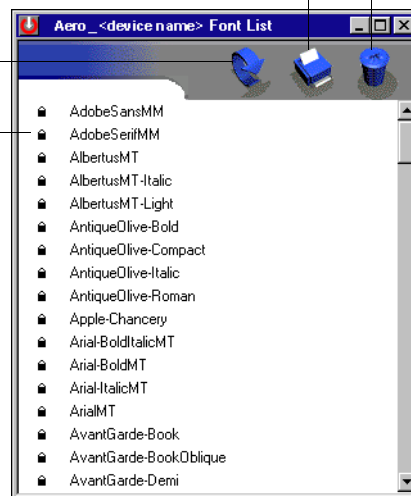 Aero_<device name> Font List
AdobeSansMM
AdobeSerifMM
AlbertusMT
AlbertusMT-Italic
AlbertusMT-Light
AntiqueOlive-Bold
AntiqueOlive-Compact
AntiqueOlive-Italic
AntiqueOlive-Roman
Apple-Chancery
Arial-BoldItalicMT
Arial-BoldMT
Arial-ItalicMT
ArialMT
AvantGarde-Book
AvantGarde-BookOblique
AvantGarde-Demi